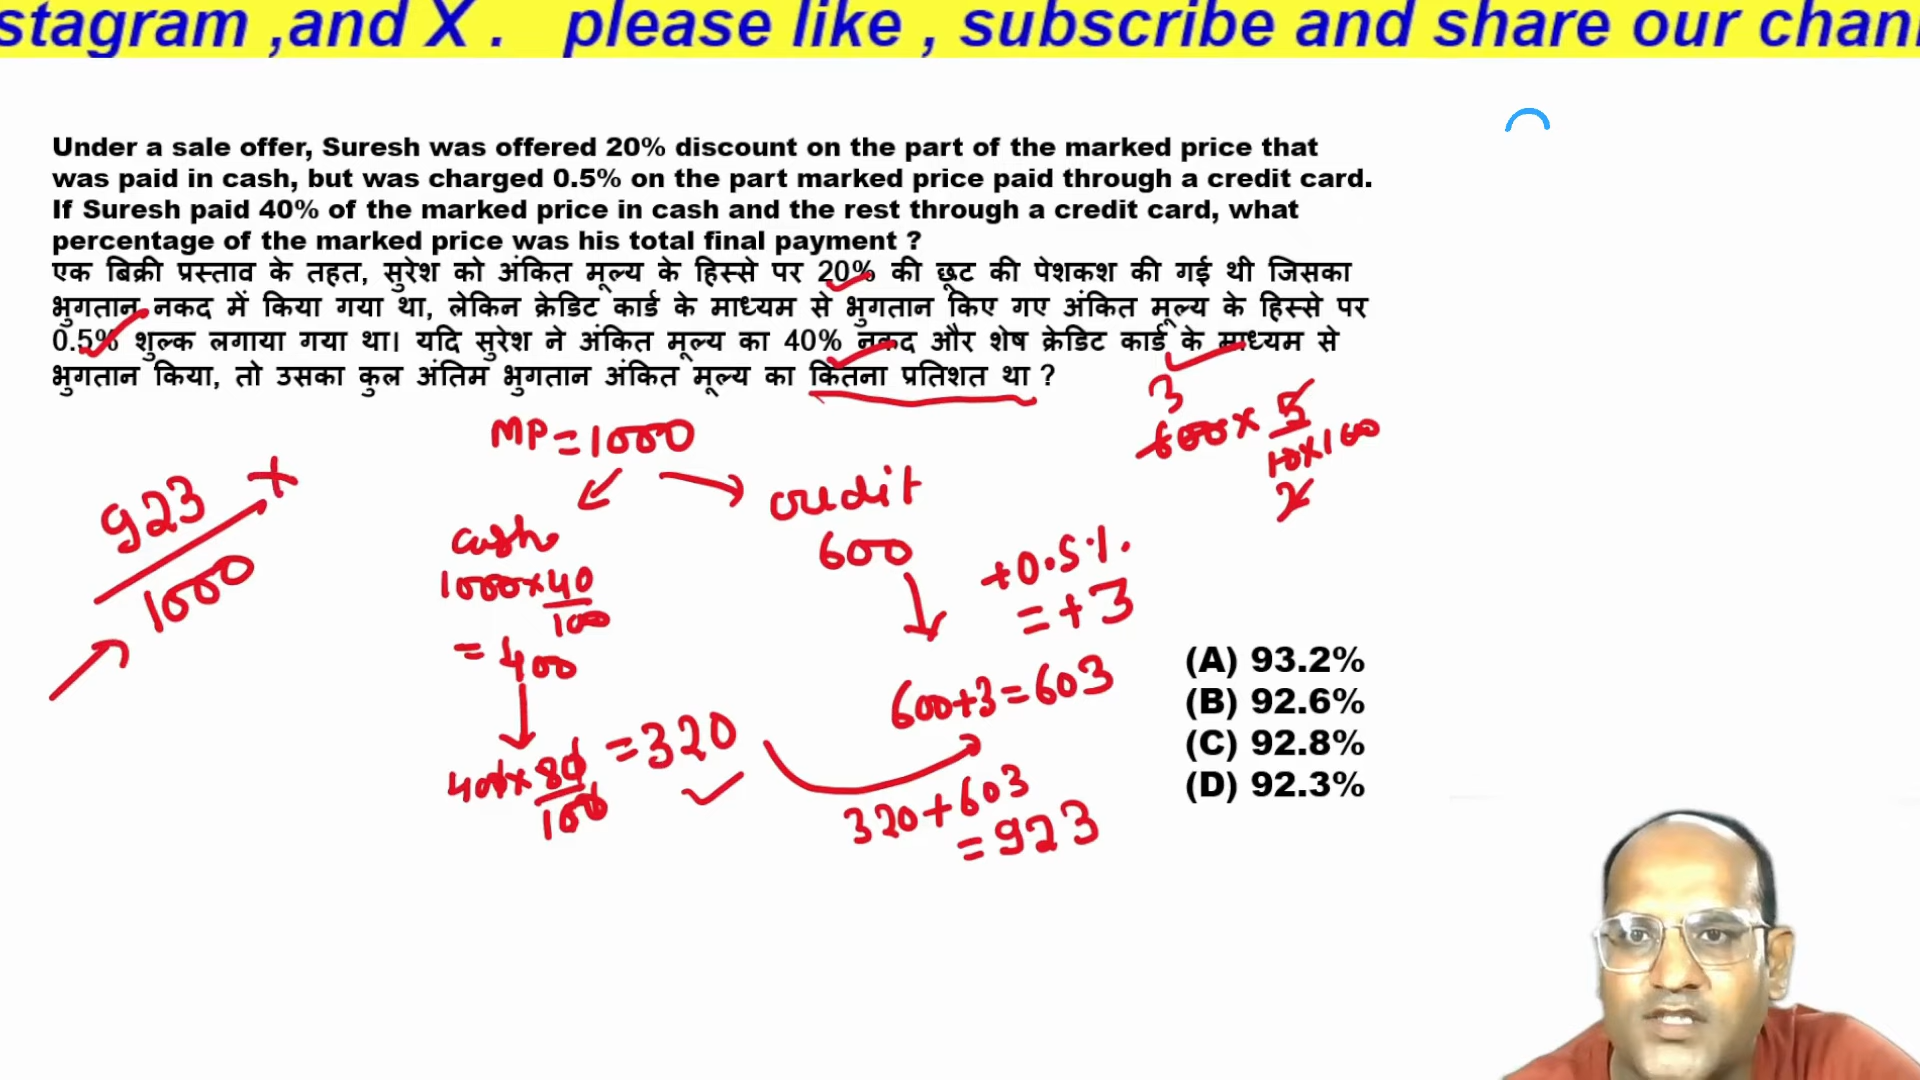 stagram ,and X . please like , subscribe and share our chan
Under a sale offer, Suresh was offered 20% discount on the part of the marked price that
was paid in cash, but was charged 0.5% on the part marked price paid through a credit card.
If Suresh paid 40% of the marked price in cash and the rest through a credit card, what
percentage of the marked price was his total final payment ?
एक बिक्री प्रस्ताव के तहत, सुरेश को अंकित मूल्य के हिस्से पर 20% की छूट की पेशकश की गई थी जिसका
भुगतान नकद में किया गया था, लेकिन क्रेडिट कार्ड के माध्यम से भुगतान किए गए अंकित मूल्य के हिस्से पर
0.5% शुल्क लगाया गया था। यदि सुरेश ने अंकित मूल्य का 40% नकद और शेष क्रेडिट कार्ड के माध्यम से
भुगतान किया, तो उसका कुल अंतिम भुगतान अंकित मूल्य का कितना प्रतिशत था ?
MP = 1000
cash
1000 × 40
100
= 400
400 × 80
100
= 320
credit
600
+0.5%
= +3
600+3=603
320+603
= 923
3
600 × 5
10×100
2
923 ×
1000
(A) 93.2%
(B) 92.6%
(C) 92.8%
(D) 92.3%